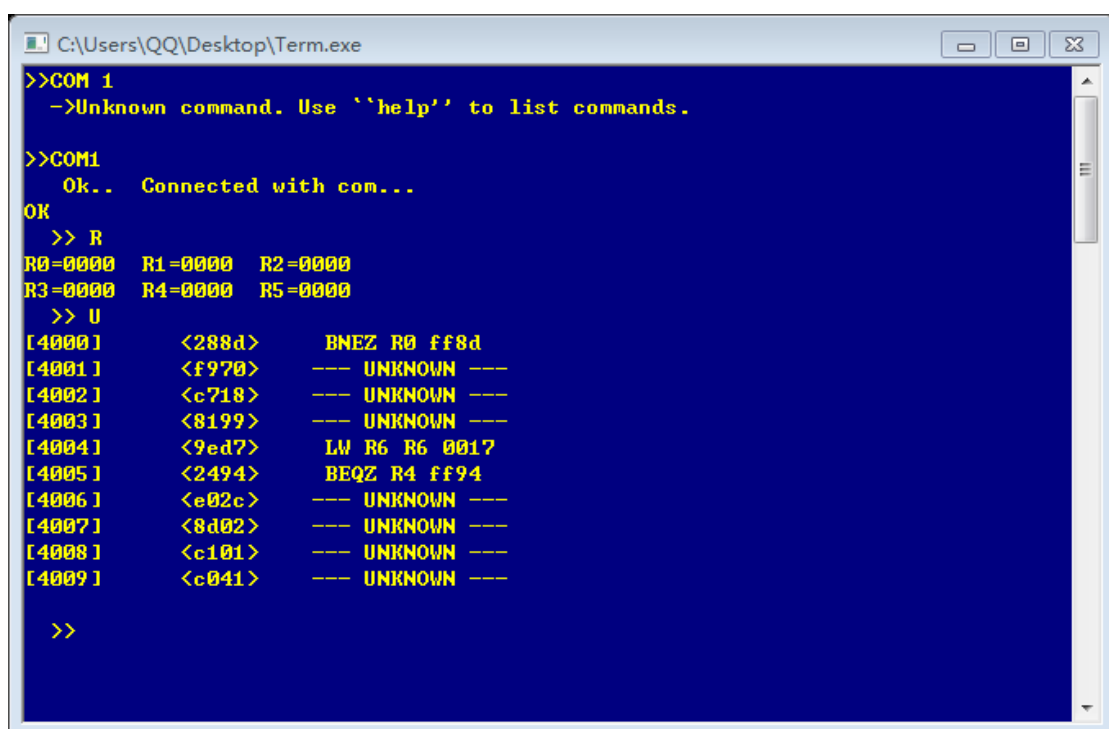 C:\Users\QQ\Desktop\Term.exe
>>COM 1
->Unknown command. Use ``help'' to list commands.
>>COM1
Ok.. Connected with com...
OK
>> R
R0=0000 R1=0000 R2=0000
R3=0000 R4=0000 R5=0000
>> U
[4000] <288d> BNEZ R0 ff8d
[4001] <f970> --- UNKNOWN ---
[4002] <c718> --- UNKNOWN ---
[4003] <8199> --- UNKNOWN ---
[4004] <9ed7> LW R6 R6 0017
[4005] <2494> BEQZ R4 ff94
[4006] <e02c> --- UNKNOWN ---
[4007] <8d02> --- UNKNOWN ---
[4008] <c101> --- UNKNOWN ---
[4009] <c041> --- UNKNOWN ---
>>